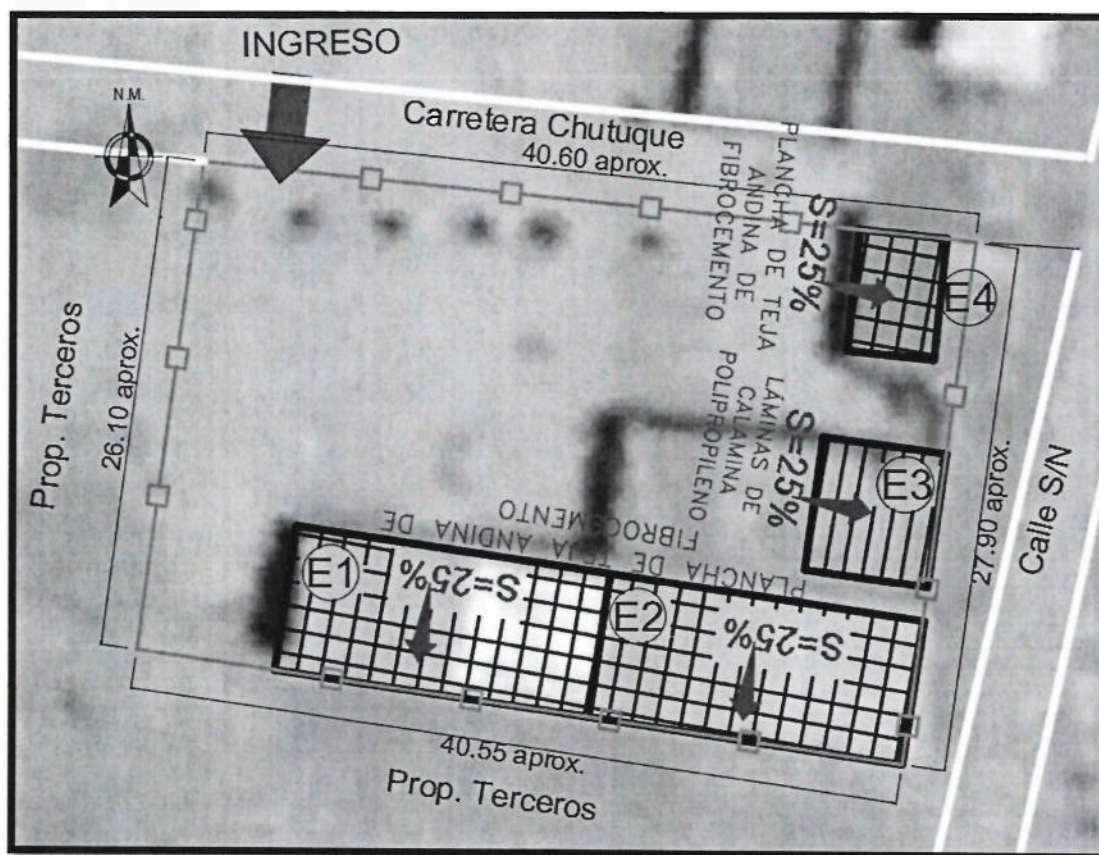 INGRESO
N.M.
Carretera Chutuque
40.60 aprox.
PLANCHA DE TEJA
ANDINA DE
FIBROCEMENTO
S=25%
E4
Prop. Terceros
26.10 aprox.
LÁMINAS DE
CALAMINA
POLIPROPILENO
S=25%
E3
27.90 aprox.
Calle S/N
PLANCHA DE TEJA ANDINA DE
FIBROCEMENTO
E1
S=25%
E2
S=25%
40.55 aprox.
Prop. Terceros